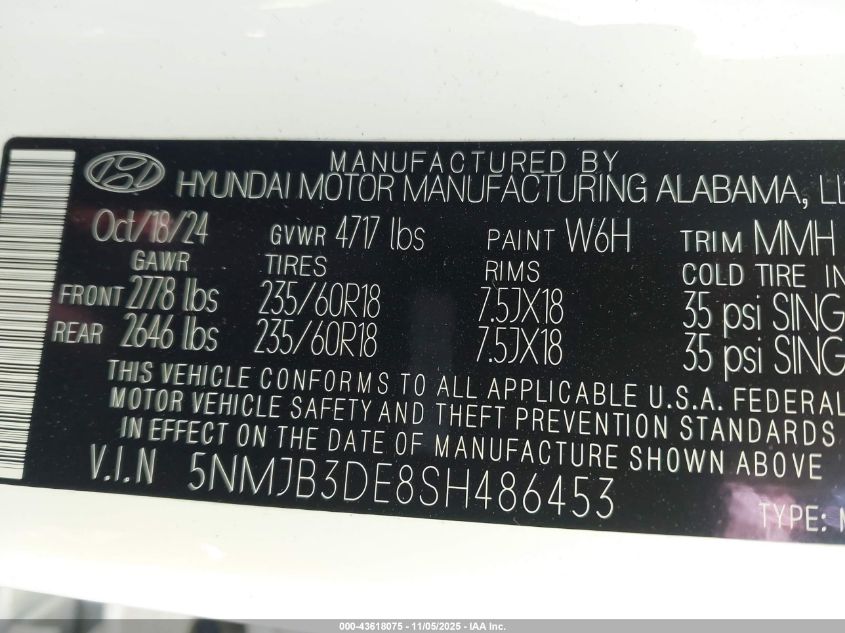 MANUFACTURED BY
HYUNDAI MOTOR MANUFACTURING ALABAMA, LL
Oct/18/24 GVWR 4717 lbs PAINT W6H TRIM MMH
GAWR TIRES RIMS COLD TIRE IN
FRONT 2778 lbs 235/60R18 7.5JX18 35 psi SING
REAR 2646 lbs 235/60R18 7.5JX18 35 psi SING
THIS VEHICLE CONFORMS TO ALL APPLICABLE U.S.A. FEDERAL
MOTOR VEHICLE SAFETY AND THEFT PREVENTION STANDARDS
IN EFFECT ON THE DATE OF MANUFACTURE SHOWN ABOVE
V.I.N 5NMJB3DE8SH486453
TYPE: M
000-43618075 - 11/05/2025 - IAA Inc.